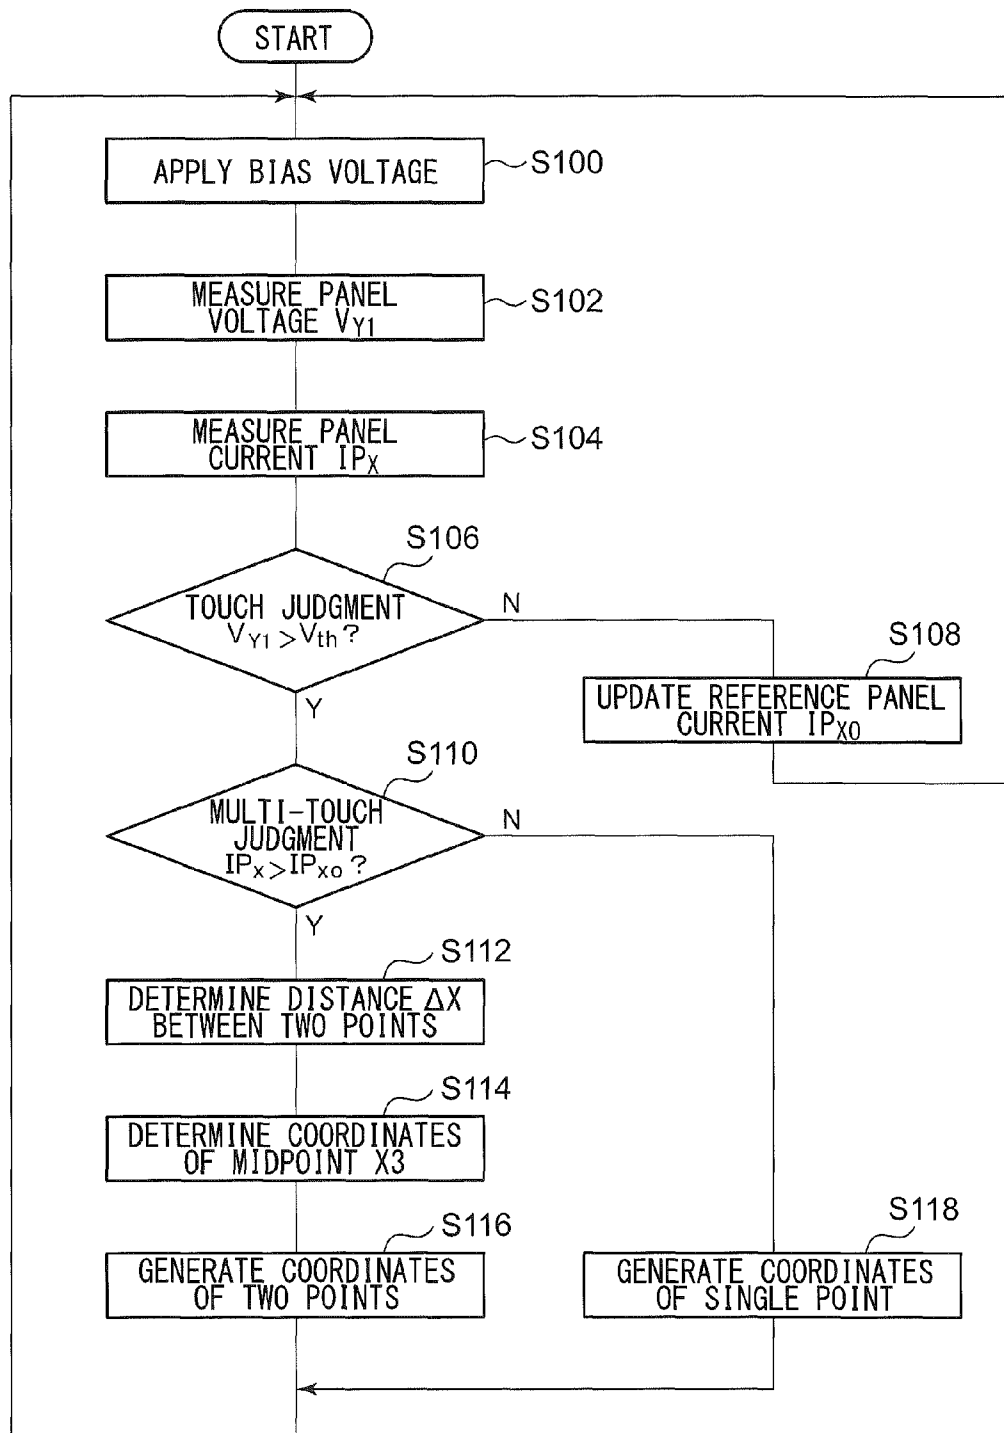 START
APPLY BIAS VOLTAGE
S100
MEASURE PANEL
VOLTAGE VY1
S102
MEASURE PANEL
CURRENT IPX
S104
S106
TOUCH JUDGMENT
VY1>Vth?
N
Y
S108
UPDATE REFERENCE PANEL
CURRENT IPX0
S110
MULTI-TOUCH
JUDGMENT
IPx>IPxo?
N
Y
S112
DETERMINE DISTANCE ΔX
BETWEEN TWO POINTS
S114
DETERMINE COORDINATES
OF MIDPOINT X3
S116
GENERATE COORDINATES
OF TWO POINTS
S118
GENERATE COORDINATES
OF SINGLE POINT